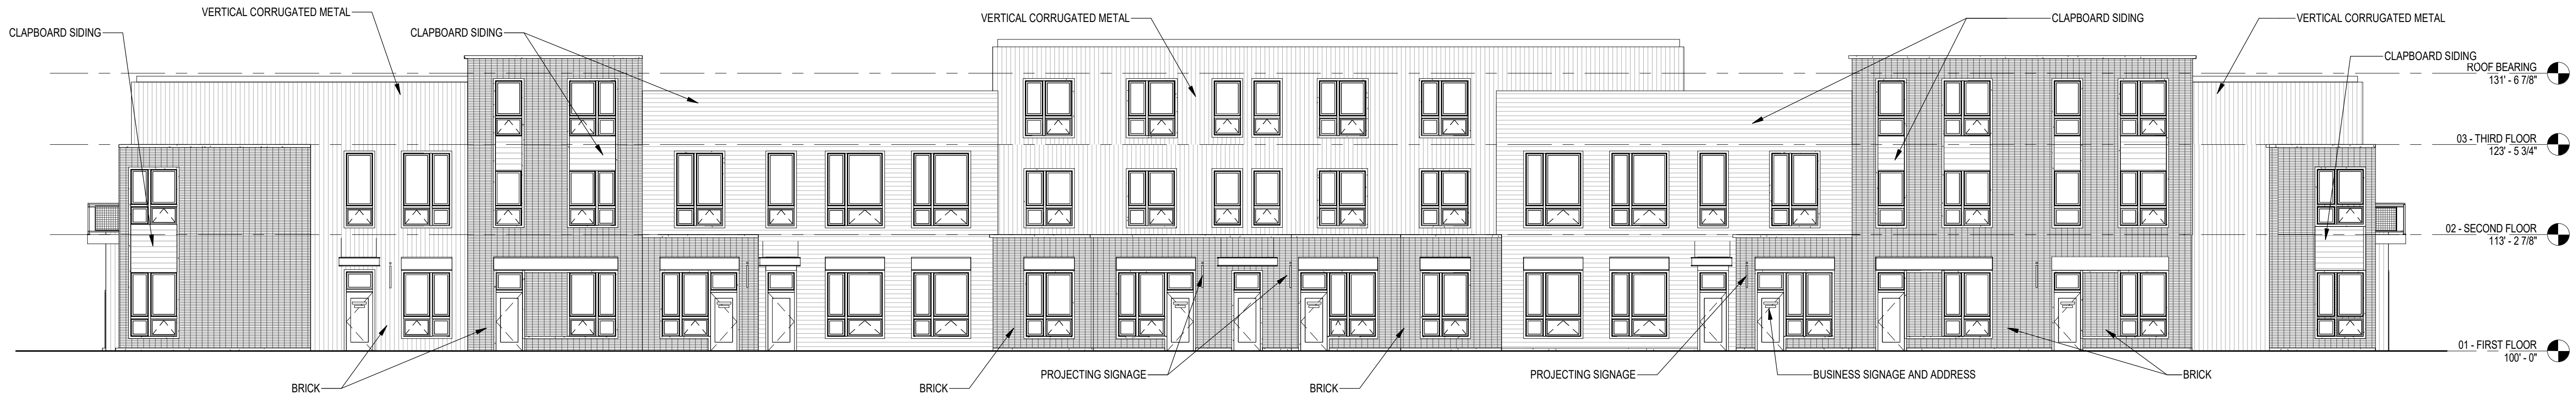 VERTICAL CORRUGATED METAL
CLAPBOARD SIDING
CLAPBOARD SIDING
VERTICAL CORRUGATED METAL
CLAPBOARD SIDING
VERTICAL CORRUGATED METAL
CLAPBOARD SIDING
ROOF BEARING
131' - 6 7/8"
03 - THIRD FLOOR
123' - 5 3/4"
02 - SECOND FLOOR
113' - 2 7/8"
01 - FIRST FLOOR
100' - 0"
BRICK
BRICK
PROJECTING SIGNAGE
BRICK
PROJECTING SIGNAGE
BUSINESS SIGNAGE AND ADDRESS
BRICK